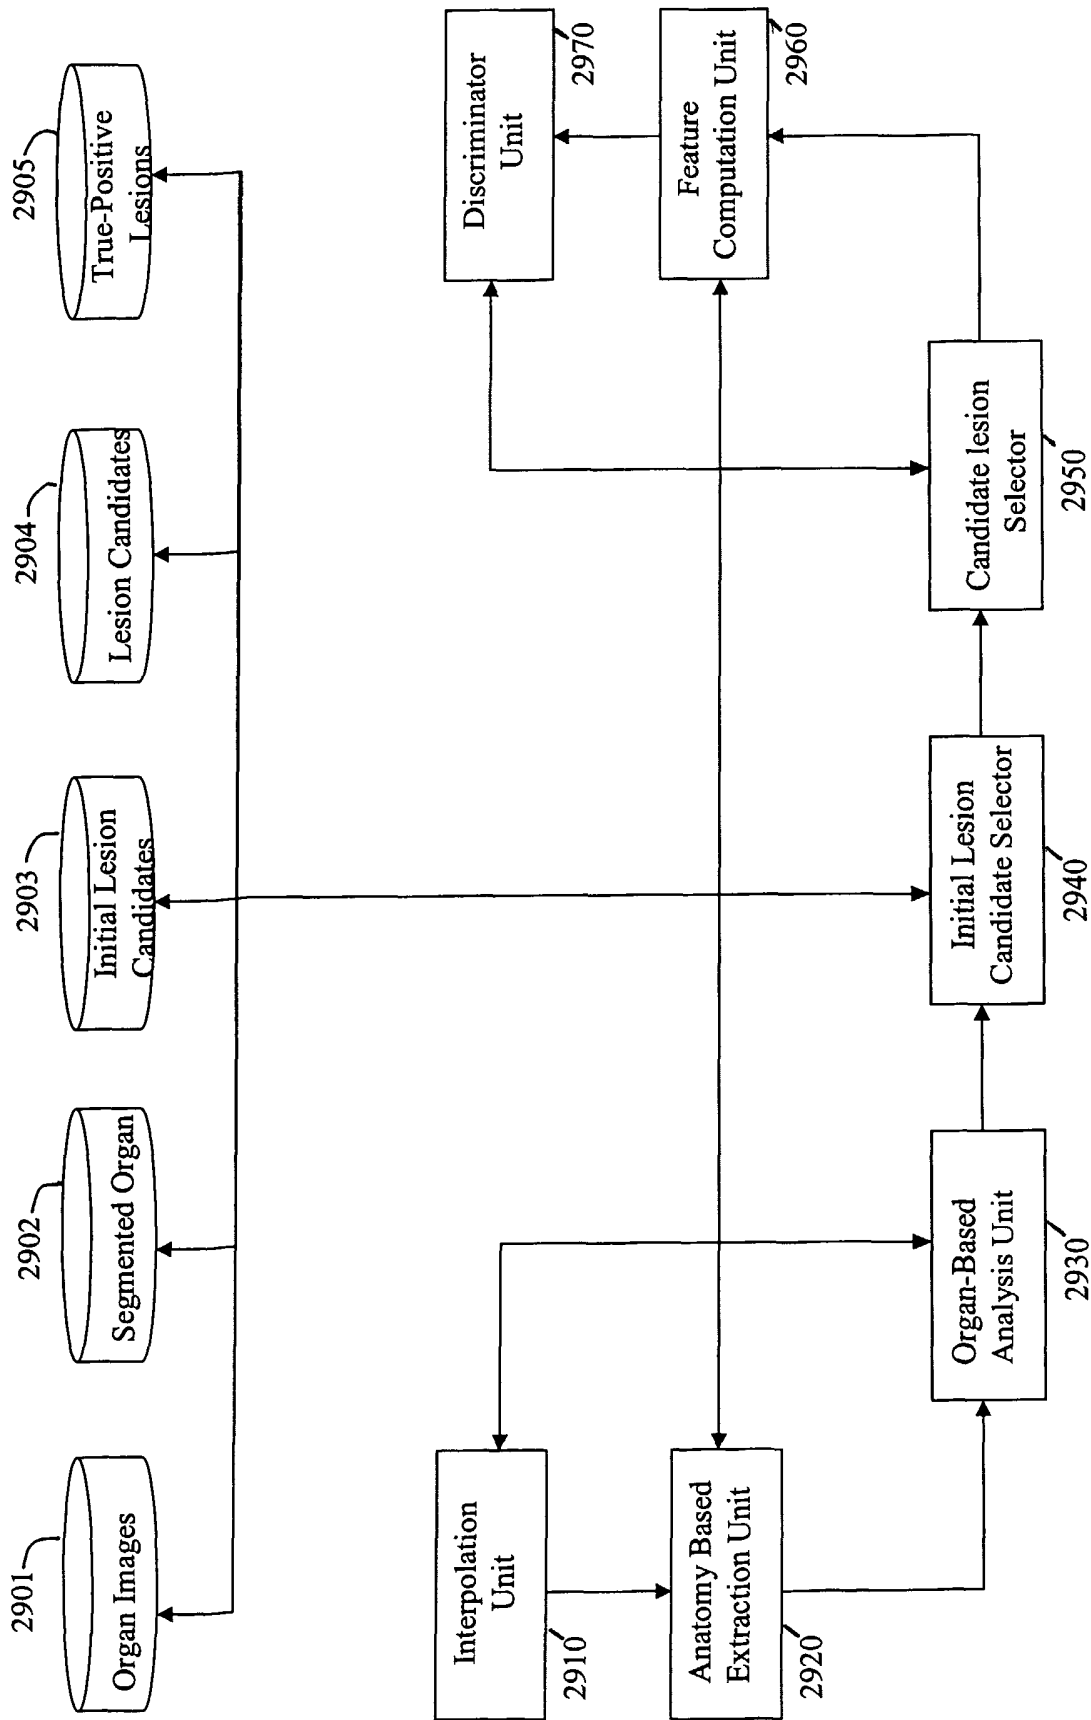 2901
2902
2903
2904
2905
Organ Images
Segmented Organ
Initial Lesion
Candidates
Lesion Candidates
True-Positive
Lesions
Interpolation
Unit
2910
Discriminator
Unit
2970
Anatomy Based
Extraction Unit
2920
Feature
Computation Unit
2960
Organ-Based
Analysis Unit
2930
Initial Lesion
Candidate Selector
2940
Candidate lesion
Selector
2950